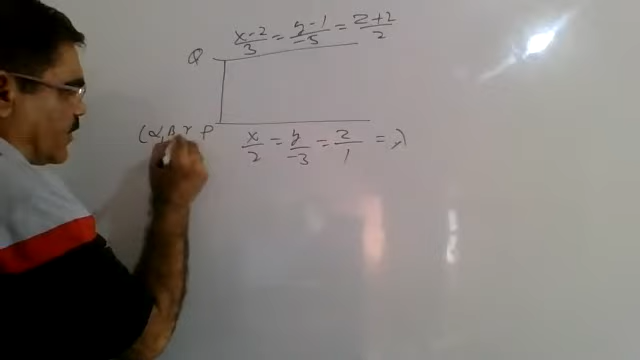 (x-2)/3 = (y-1)/-5 = (z+2)/2
Q
(α, β, γ P
x/2 = y/-3 = z/1 = λ